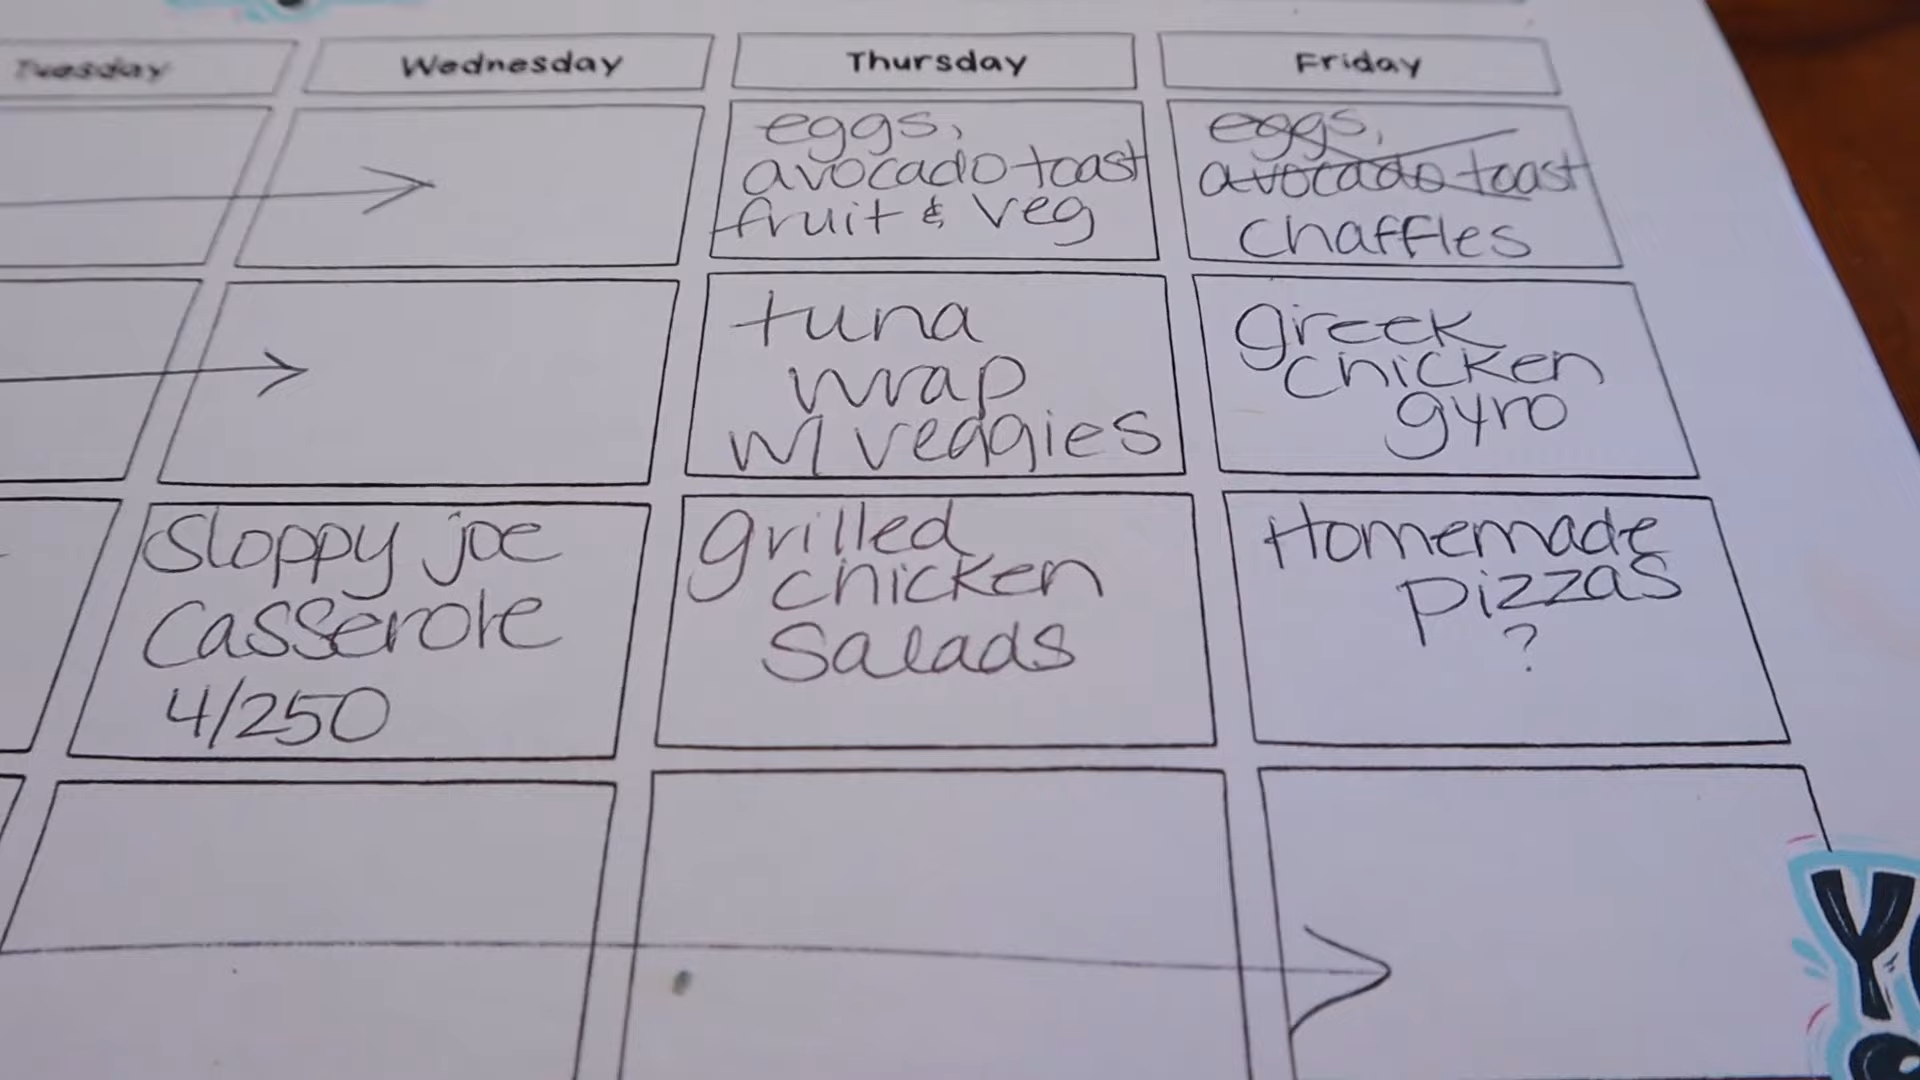 Tuesday Wednesday Thursday Friday
eggs,
avocado toast
fruit & veg
eggs,
avocado toast
chaffles
tuna
wrap
w/ veggies
greek
chicken
gyro
Sloppy joe
Casserole
4/250
grilled
chicken
Salads
Homemade
pizzas
?